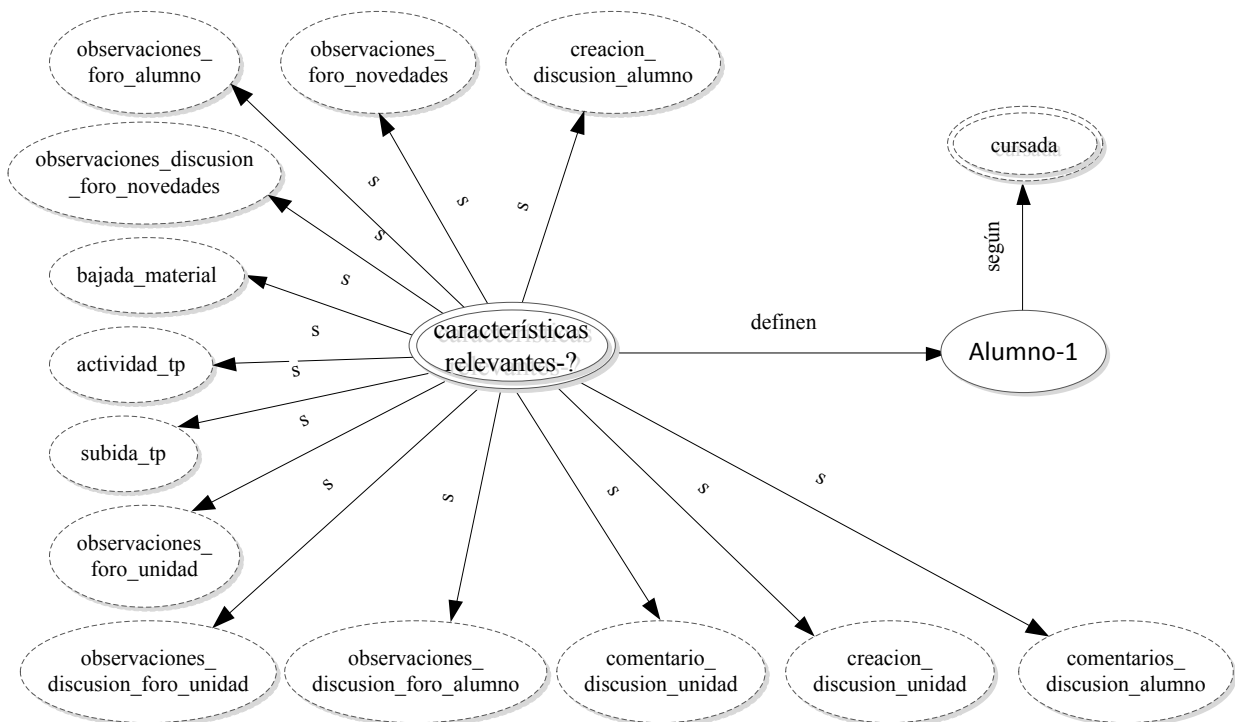 observaciones_
foro_alumno
observaciones_
foro_novedades
creacion_
discusion_alumno
observaciones_discusion
_foro_novedades
cursada
s
s
s
s
según
bajada_material
s
s
características
relevantes-?
definen
Alumno-1
actividad_tp
s
s
subida_tp
s
s
s
s
s
observaciones_
foro_unidad
observaciones_
discusion_foro_unidad
observaciones_
discusion_foro_alumno
comentario_
discusion_unidad
creacion_
discusion_unidad
comentarios_
discusion_alumno